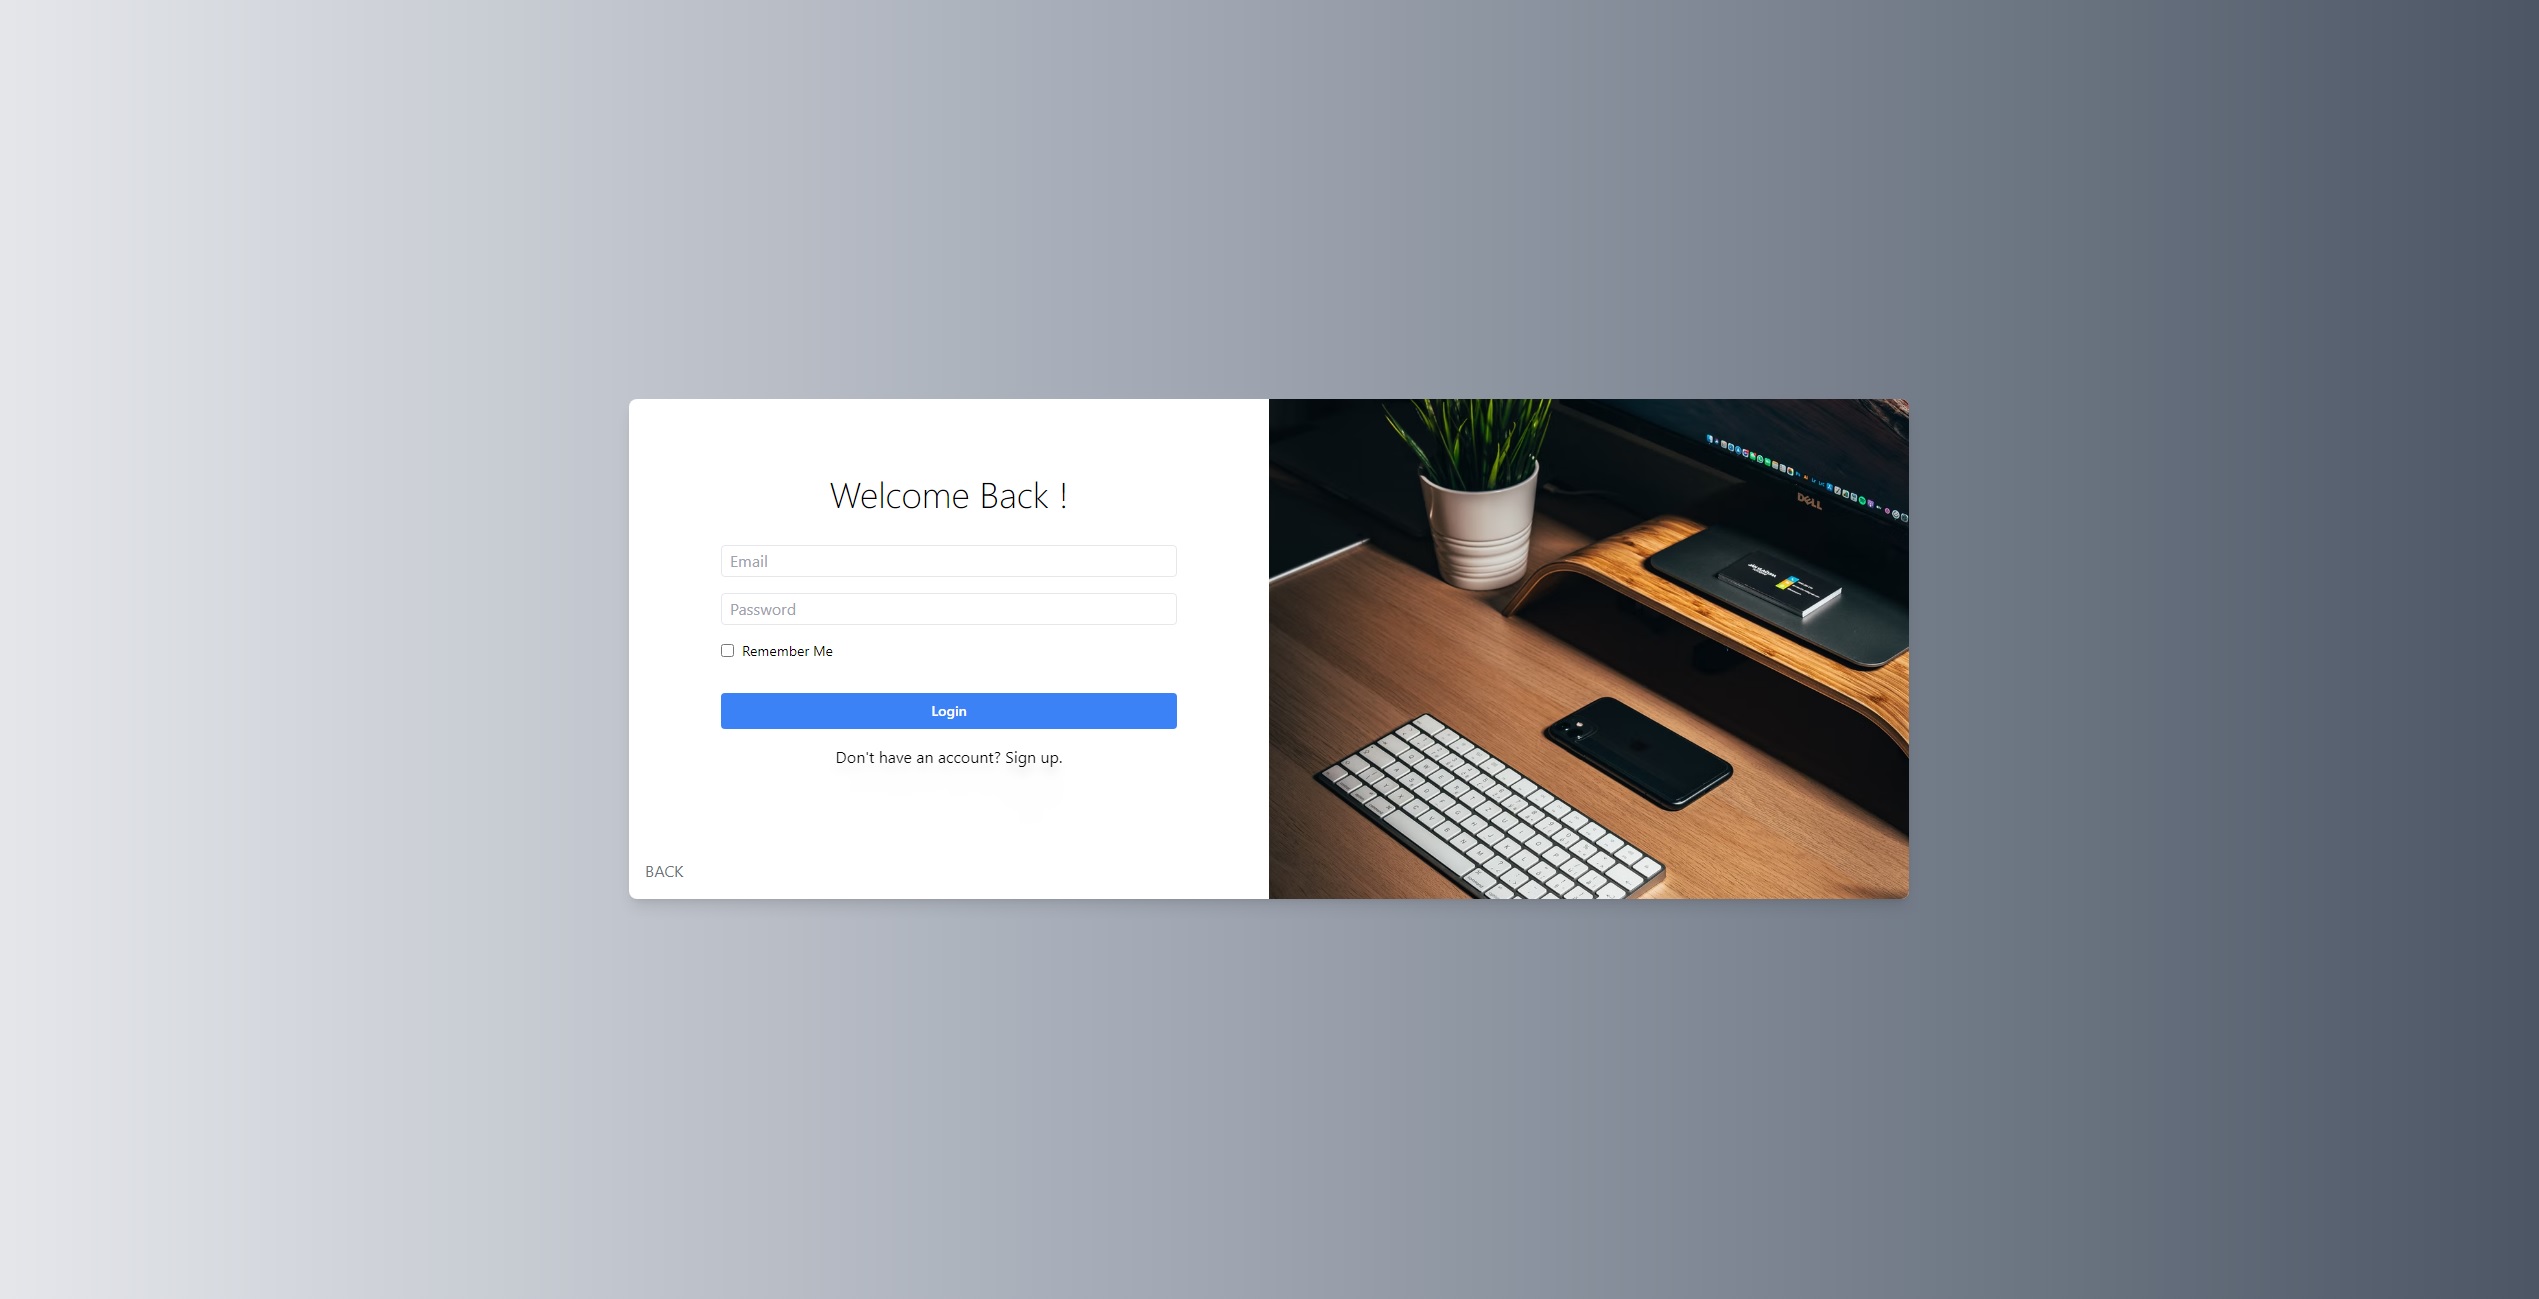 Welcome Back !
Email
Password
Remember Me
Login
Don't have an account? Sign up.
BACK
DELL